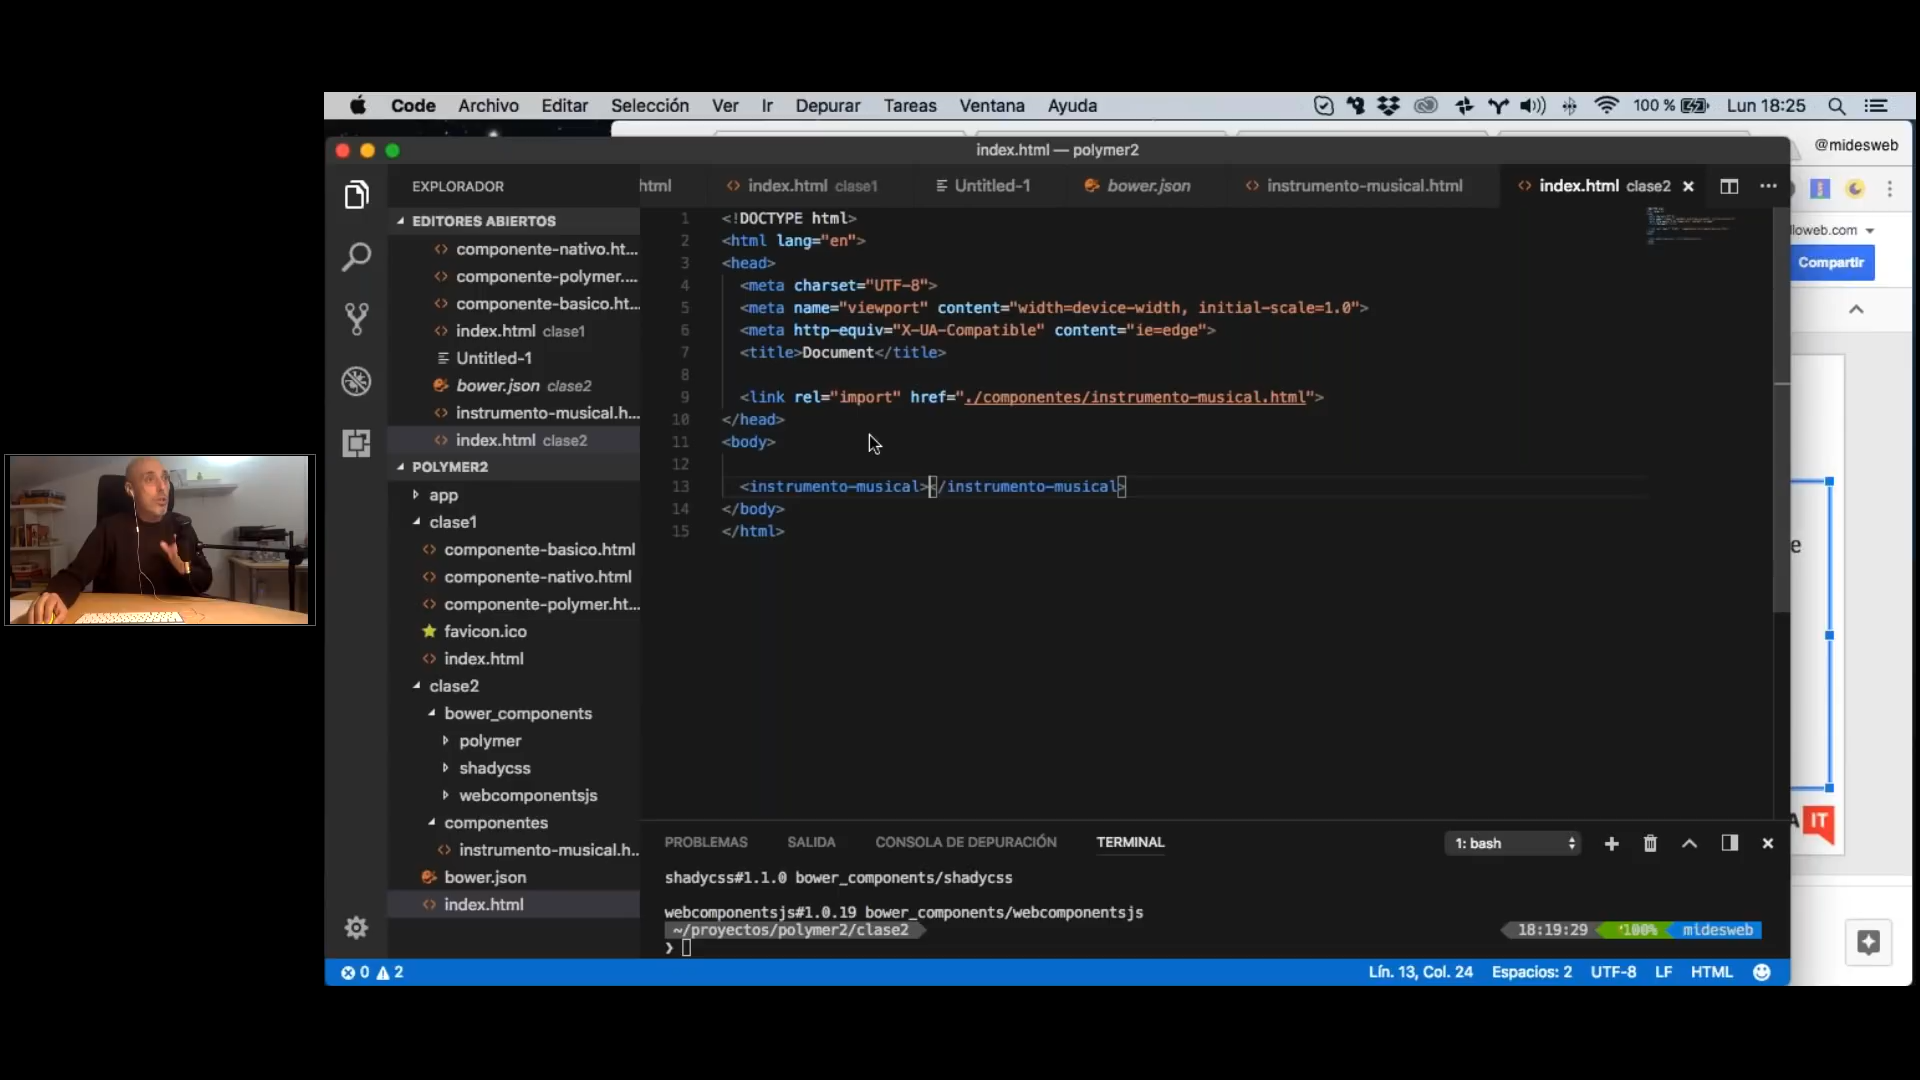 Code Archivo Editar Selección Ver Ir Depurar Tareas Ventana Ayuda 100 % Lun 18:25
@midesweb
index.html — polymer2
EXPLORADOR
html index.html clase1 Untitled-1 bower.json instrumento-musical.html index.html clase2
EDITORES ABIERTOS
componente-nativo.ht...
componente-polymer....
componente-basico.ht...
index.html clase1
Untitled-1
bower.json clase2
instrumento-musical.h...
index.html clase2
POLYMER2
app
clase1
componente-basico.html
componente-nativo.html
componente-polymer.ht...
favicon.ico
index.html
clase2
bower_components
polymer
shadycss
webcomponentsjs
componentes
instrumento-musical.h..
bower.json
index.html
1 <!DOCTYPE html>
2 <html lang="en">
3 <head>
4 <meta charset="UTF-8">
5 <meta name="viewport" content="width=device-width, initial-scale=1.0">
6 <meta http-equiv="X-UA-Compatible" content="ie=edge">
7 <title>Document</title>
8
9 <link rel="import" href="./componentes/instrumento-musical.html">
10 </head>
11 <body>
12
13 <instrumento-musical></instrumento-musical>
14 </body>
15 </html>
PROBLEMAS SALIDA CONSOLA DE DEPURACIÓN TERMINAL 1: bash
shadycss#1.1.0 bower_components/shadycss
webcomponentsjs#1.0.19 bower_components/webcomponentsjs
~/proyectos/polymer2/clase2 18:19:29 100% midesweb
❯
0 2 Lín. 13, Col. 24 Espacios: 2 UTF-8 LF HTML
lloweb.com
Compartir
e
A IT